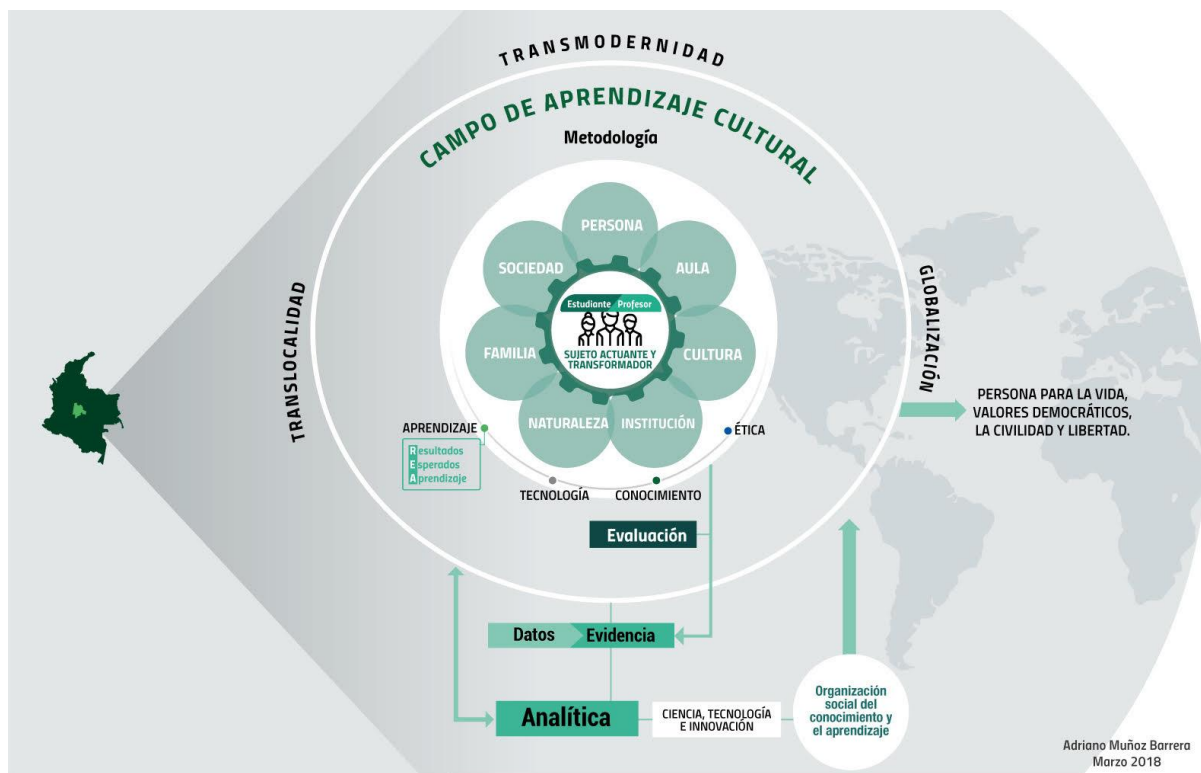 TRANSMODERNIDAD
CAMPO DE APRENDIZAJE CULTURAL
Metodología
TRANSLOCALIDAD
GLOBALIZACIÓN
PERSONA
SOCIEDAD
AULA
Estudiante Profesor
SUJETO ACTUANTE Y
TRANSFORMADOR
FAMILIA
CULTURA
NATURALEZA
INSTITUCIÓN
PERSONA PARA LA VIDA,
VALORES DEMOCRÁTICOS,
LA CIVILIDAD Y LIBERTAD.
APRENDIZAJE
Resultados
Esperados
Aprendizaje
ÉTICA
TECNOLOGÍA
CONOCIMIENTO
Evaluación
Datos
Evidencia
Analítica
CIENCIA, TECNOLOGÍA
E INNOVACIÓN
Organización
social del
conocimiento y
el aprendizaje
Adriano Muñoz Barrera
Marzo 2018